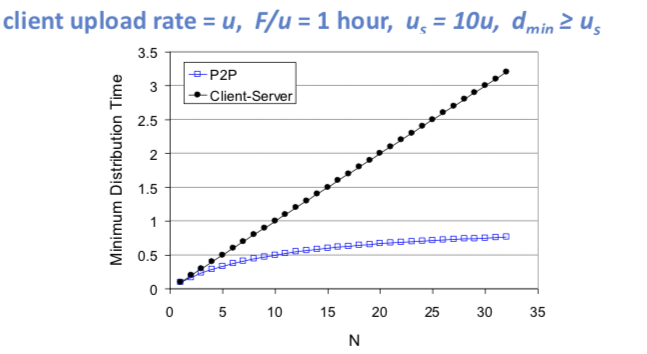 client upload rate = u, F/u = 1 hour, uₛ = 10u, dₘᵢₙ ≥ uₛ
3.5
P2P
3
Client-Server
2.5
2
1.5
1
0.5
0
Minimum Distribution Time
0 5 10 15 20 25 30 35
N